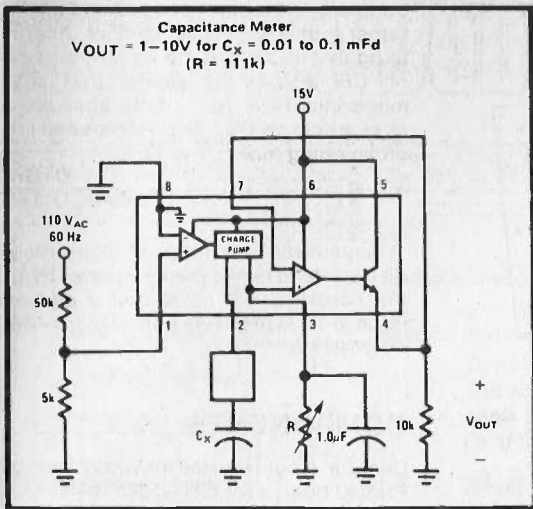 Capacitance Meter
VOUT = 1–10V for Cx = 0.01 to 0.1 mFd
(R = 111k)
15V
8 7 6 5
110 VAC
60 Hz
CHARGE
PUMP
-
+
+
-
50k
1 2 3 4
5k
Cx
R
1.0µF
10k
+
VOUT
−